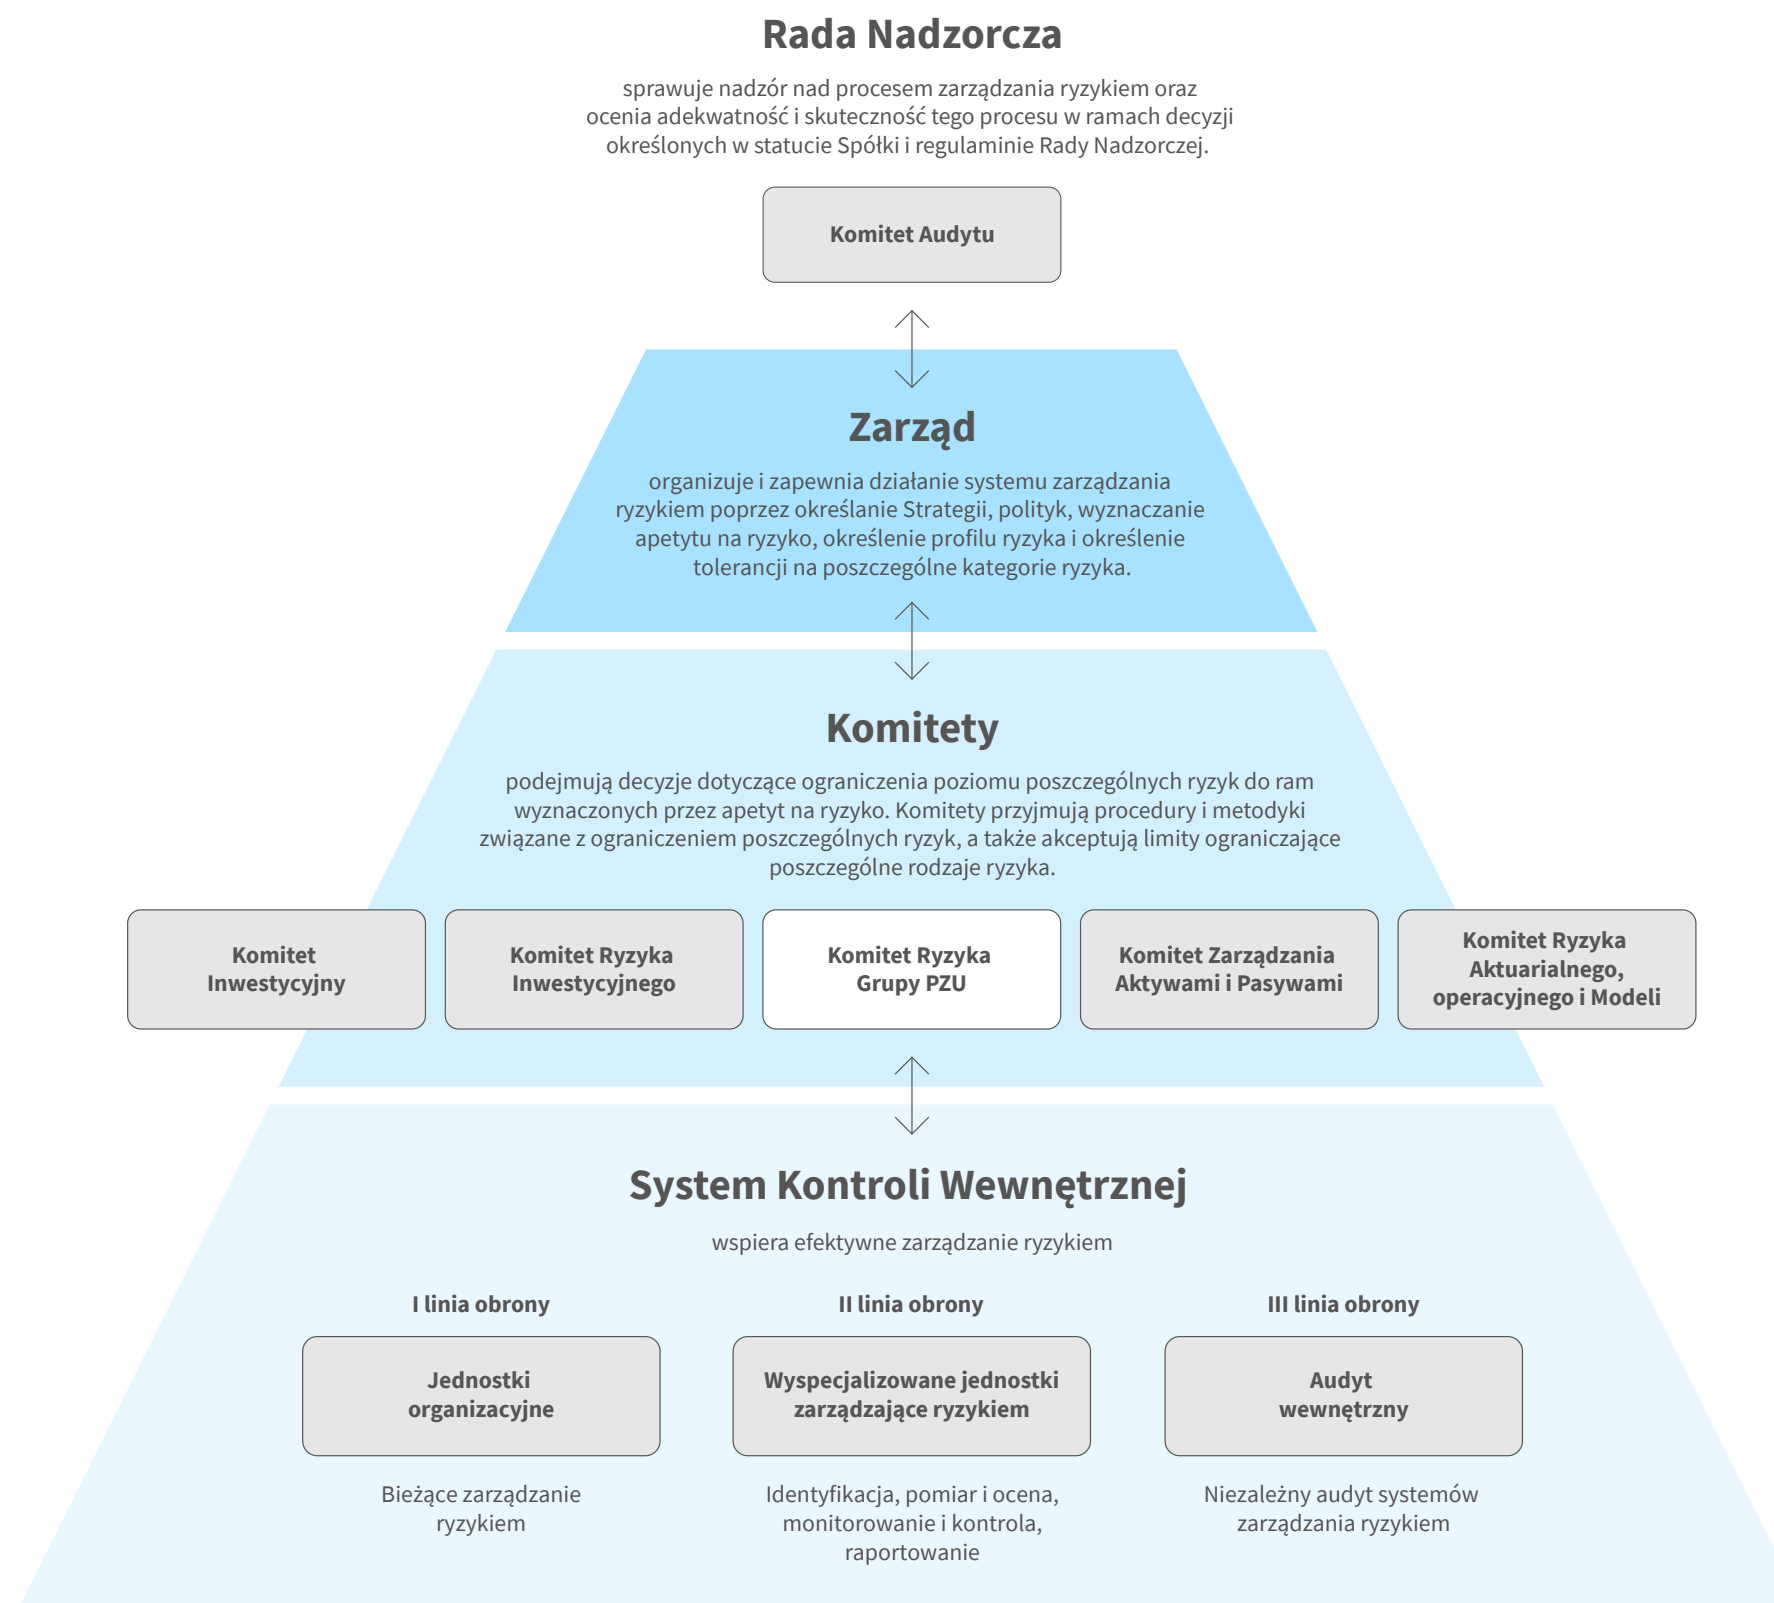 Rada Nadzorcza
sprawuje nadzór nad procesem zarządzania ryzykiem oraz
ocenia adekwatność i skuteczność tego procesu w ramach decyzji
określonych w statucie Spółki i regulaminie Rady Nadzorczej.
Komitet Audytu
Zarząd
organizuje i zapewnia działanie systemu zarządzania
ryzykiem poprzez określanie Strategii, polityk, wyznaczanie
apetytu na ryzyko, określenie profilu ryzyka i określenie
tolerancji na poszczególne kategorie ryzyka.
Komitety
podejmują decyzje dotyczące ograniczenia poziomu poszczególnych ryzyk do ram
wyznaczonych przez apetyt na ryzyko. Komitety przyjmują procedury i metodyki
związane z ograniczeniem poszczególnych ryzyk, a także akceptują limity ograniczające
poszczególne rodzaje ryzyka.
Komitet
Inwestycyjny
Komitet Ryzyka
Inwestycyjnego
Komitet Ryzyka
Grupy PZU
Komitet Zarządzania
Aktywami i Pasywami
Komitet Ryzyka
Aktuarialnego,
operacyjnego i Modeli
System Kontroli Wewnętrznej
wspiera efektywne zarządzanie ryzykiem
I linia obrony
Jednostki
organizacyjne
Bieżące zarządzanie
ryzykiem
II linia obrony
Wyspecjalizowane jednostki
zarządzające ryzykiem
Identyfikacja, pomiar i ocena,
monitorowanie i kontrola,
raportowanie
III linia obrony
Audyt
wewnętrzny
Niezależny audyt systemów
zarządzania ryzykiem